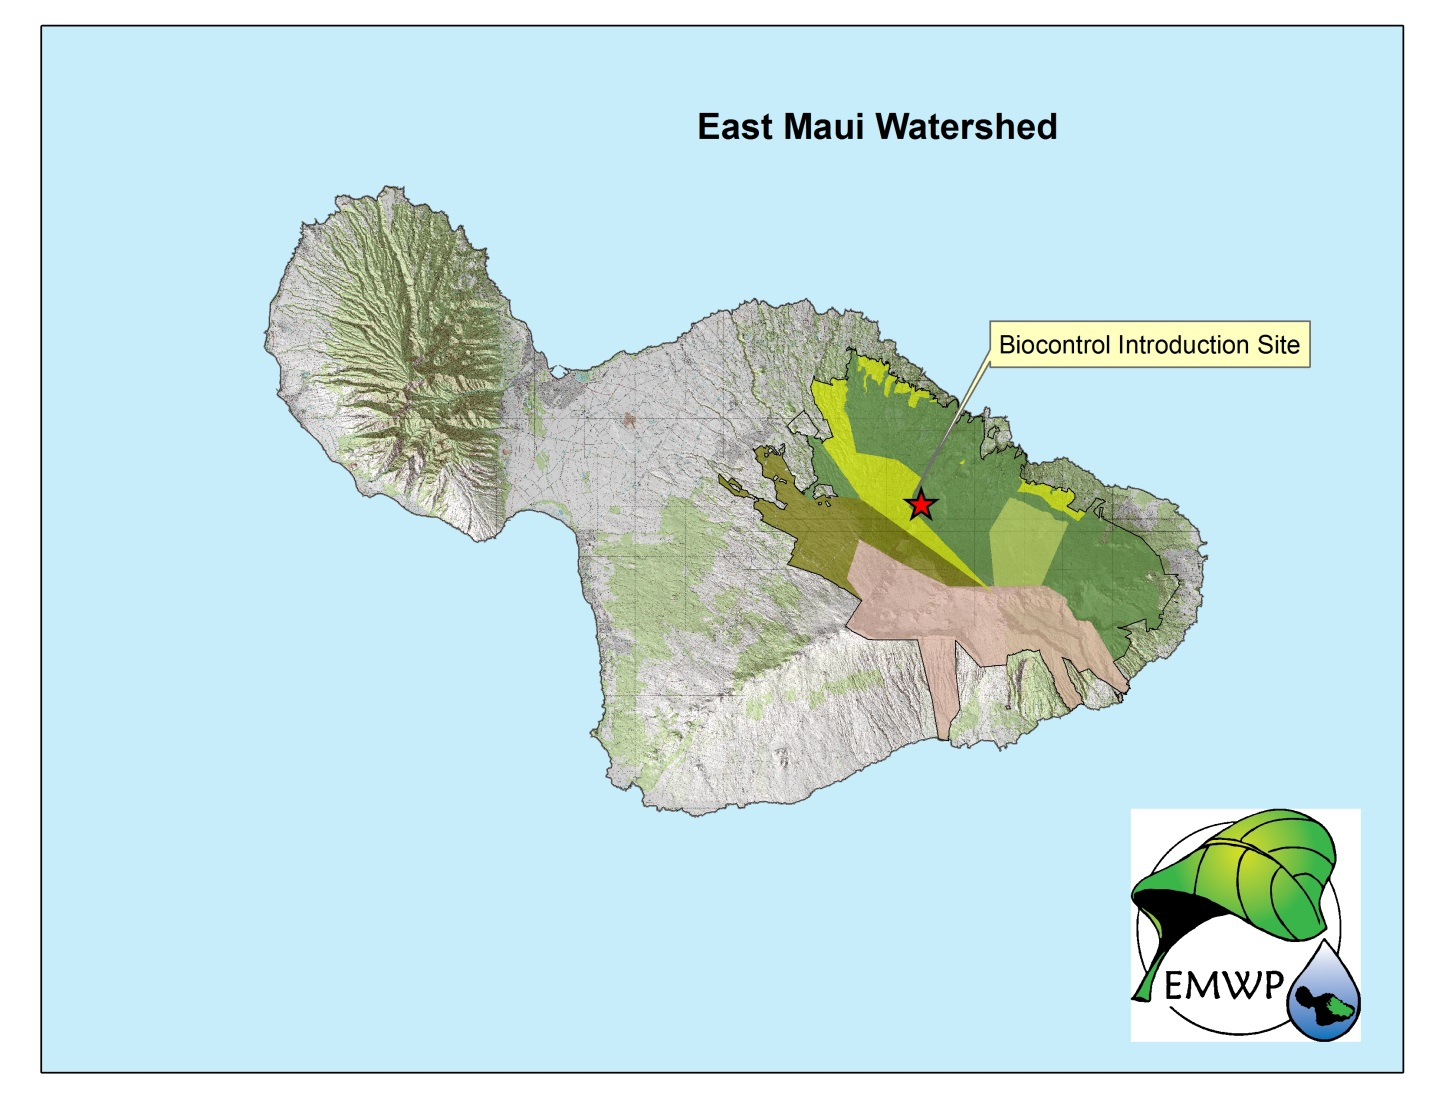 East Maui Watershed
Biocontrol Introduction Site
EMWP